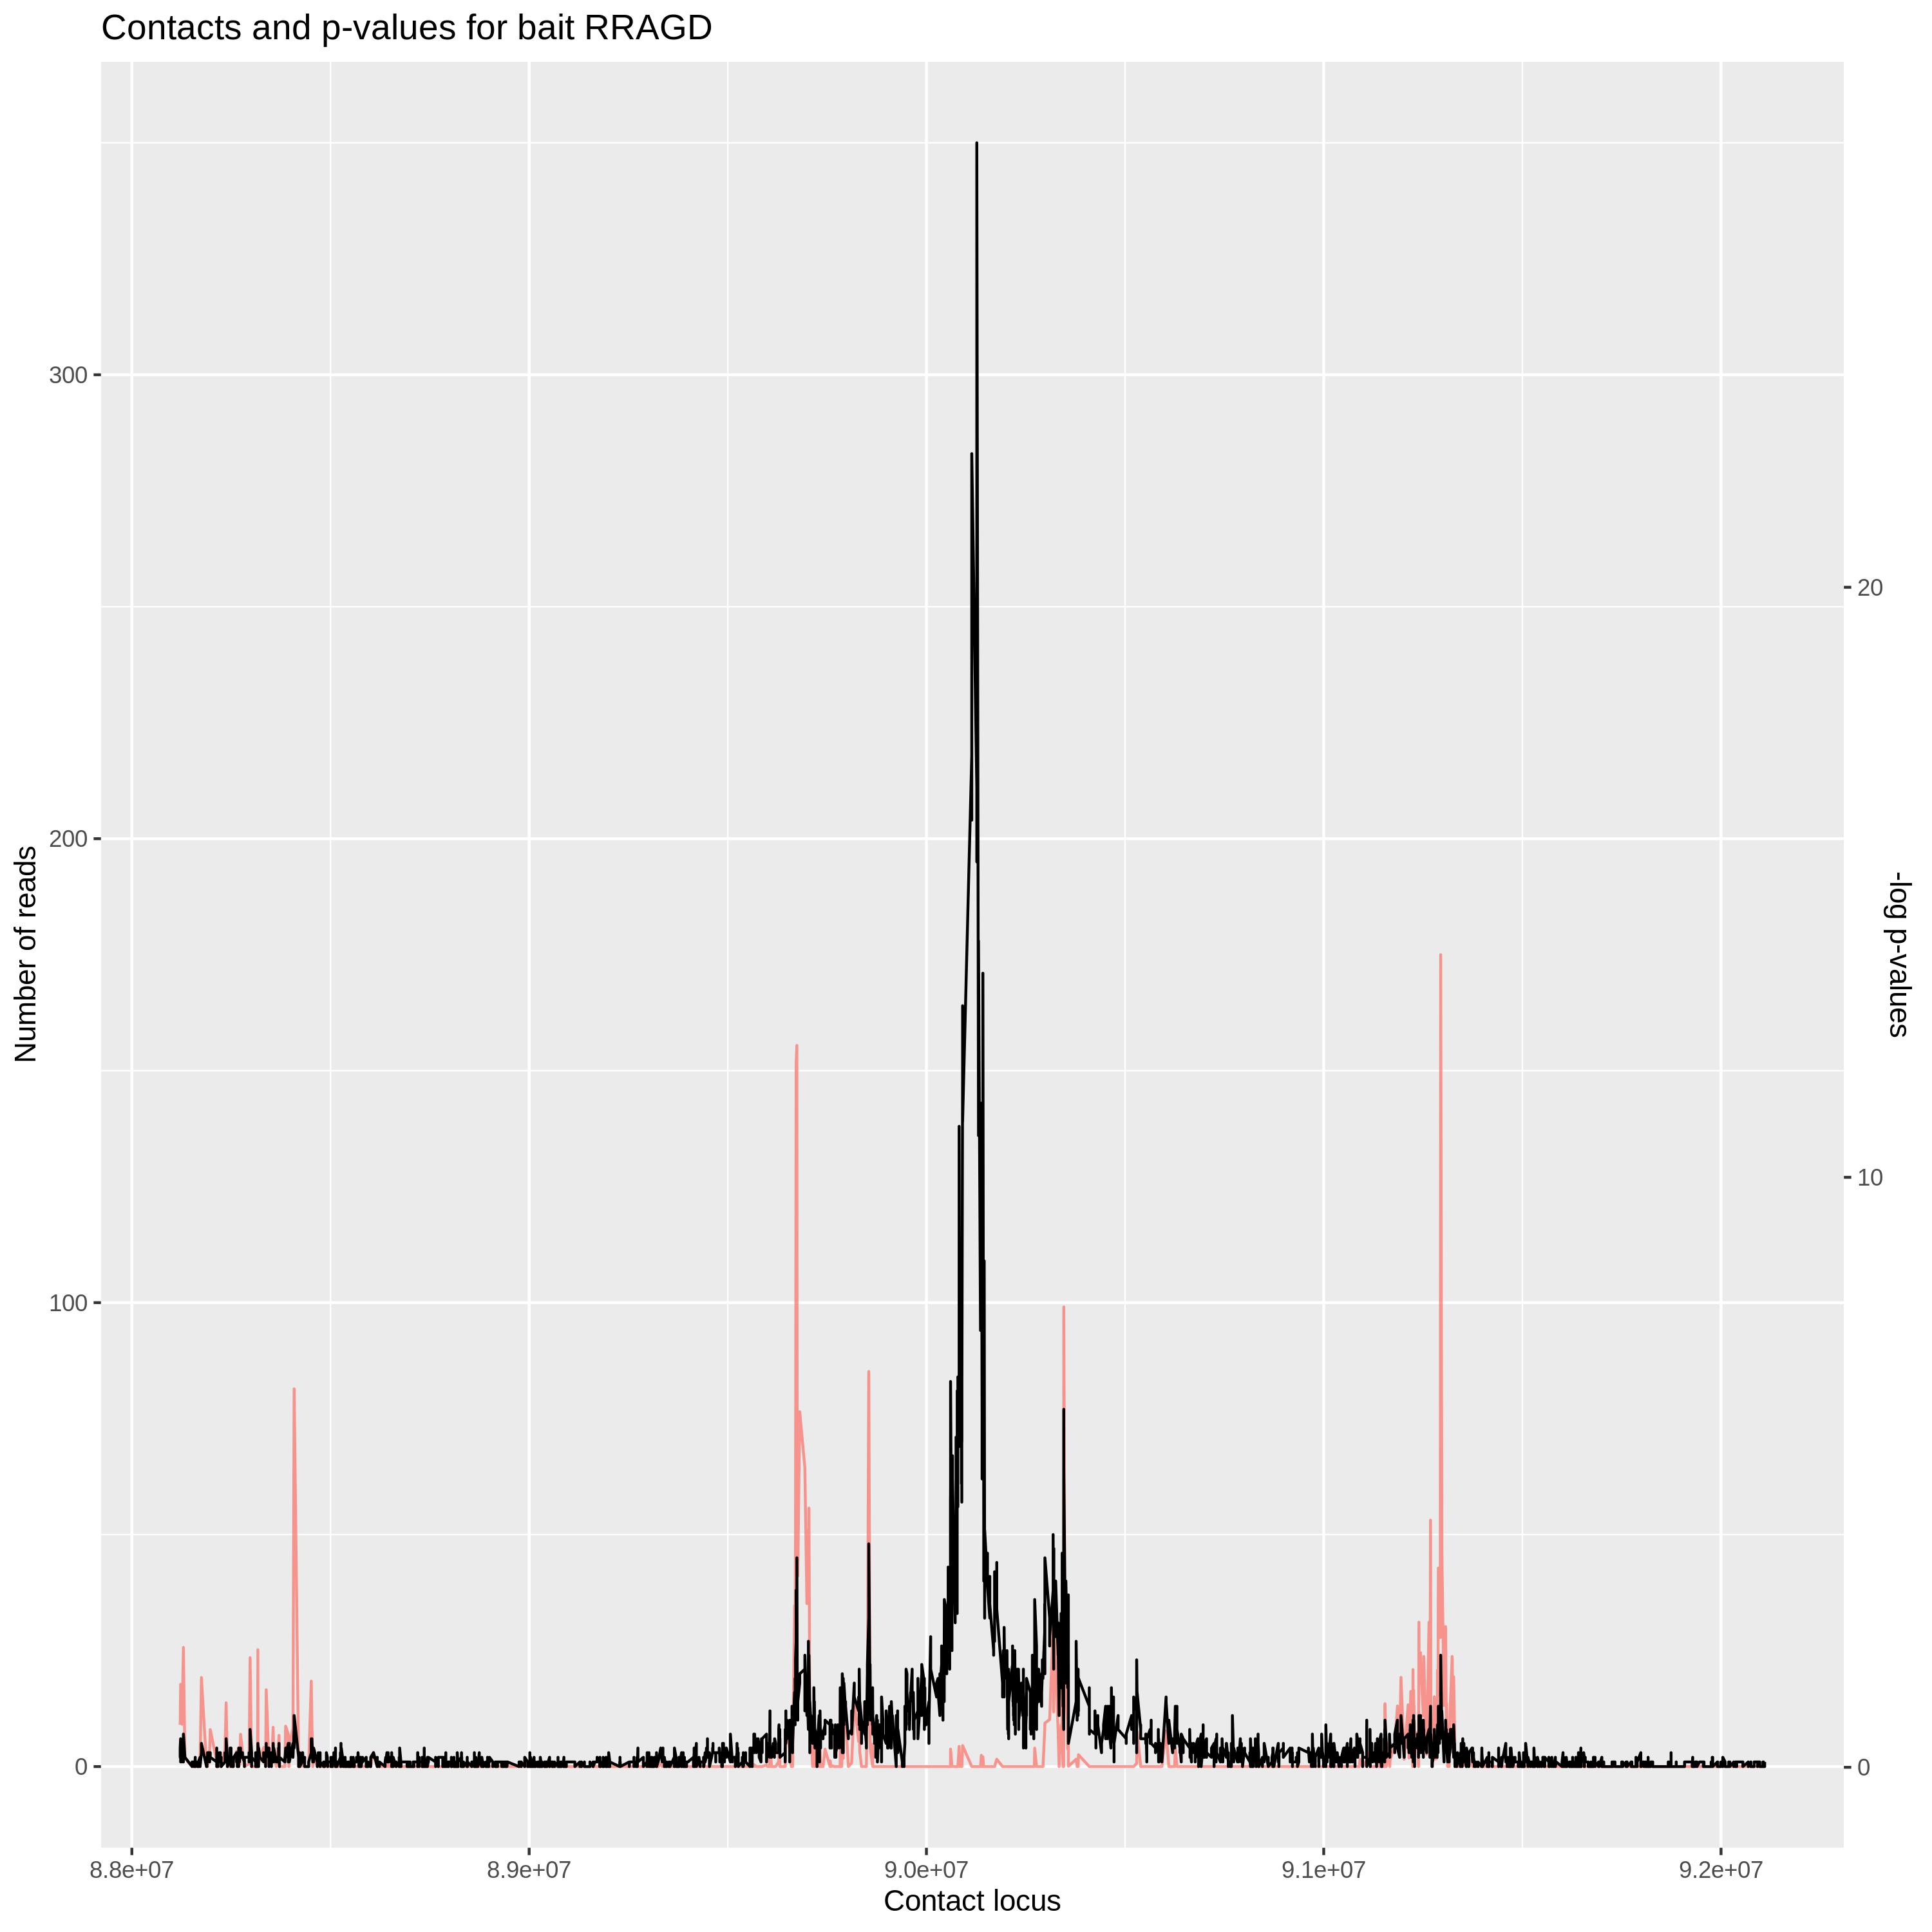 Contacts and p-values for bait RRAGD
Number of reads
300
200
100
0
20
10
0
-log p-values
8.8e+07
8.9e+07
9.0e+07
9.1e+07
9.2e+07
Contact locus